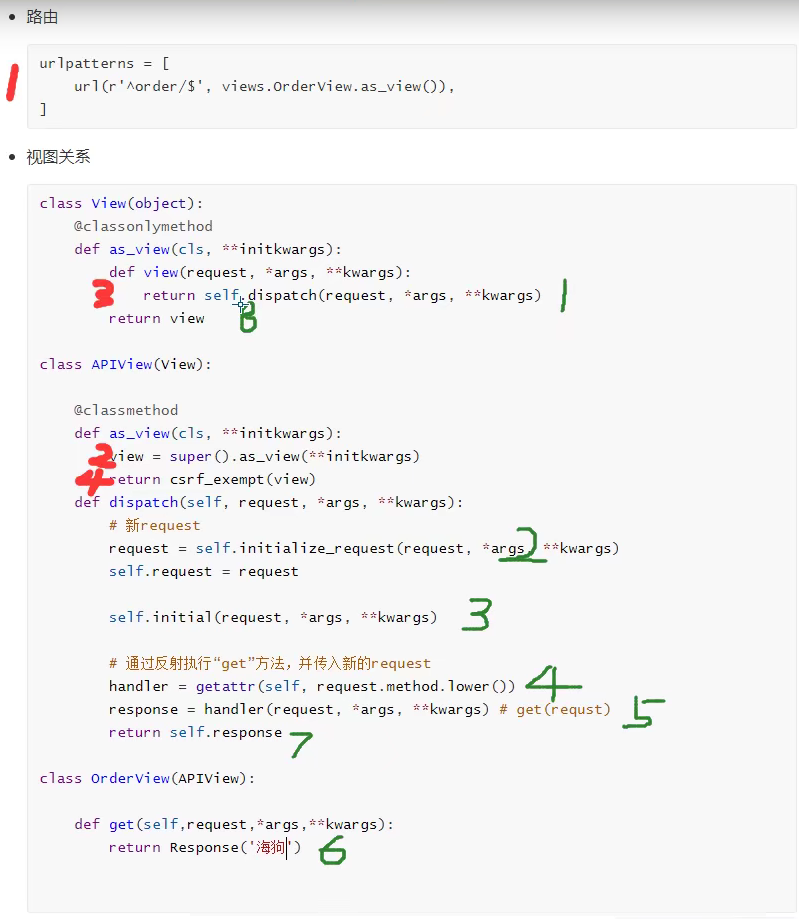 路由
1
urlpatterns = [
    url(r'^order/$', views.OrderView.as_view()),
]
视图关系
class View(object):
    @classonlymethod
    def as_view(cls, **initkwargs):
        def view(request, *args, **kwargs):
3            return self.dispatch(request, *args, **kwargs) 1
        return view 8
class APIView(View):
    @classmethod
    def as_view(cls, **initkwargs):
2        view = super().as_view(**initkwargs)
4        return csrf_exempt(view)
    def dispatch(self, request, *args, **kwargs):
        # 新request
        request = self.initialize_request(request, *args, **kwargs) 2
        self.request = request
        self.initial(request, *args, **kwargs) 3
        # 通过反射执行“get”方法，并传入新的request
        handler = getattr(self, request.method.lower()) 4
        response = handler(request, *args, **kwargs) # get(requst) 5
        return self.response 7
class OrderView(APIView):
    def get(self,request,*args,**kwargs):
        return Response('海狗') 6